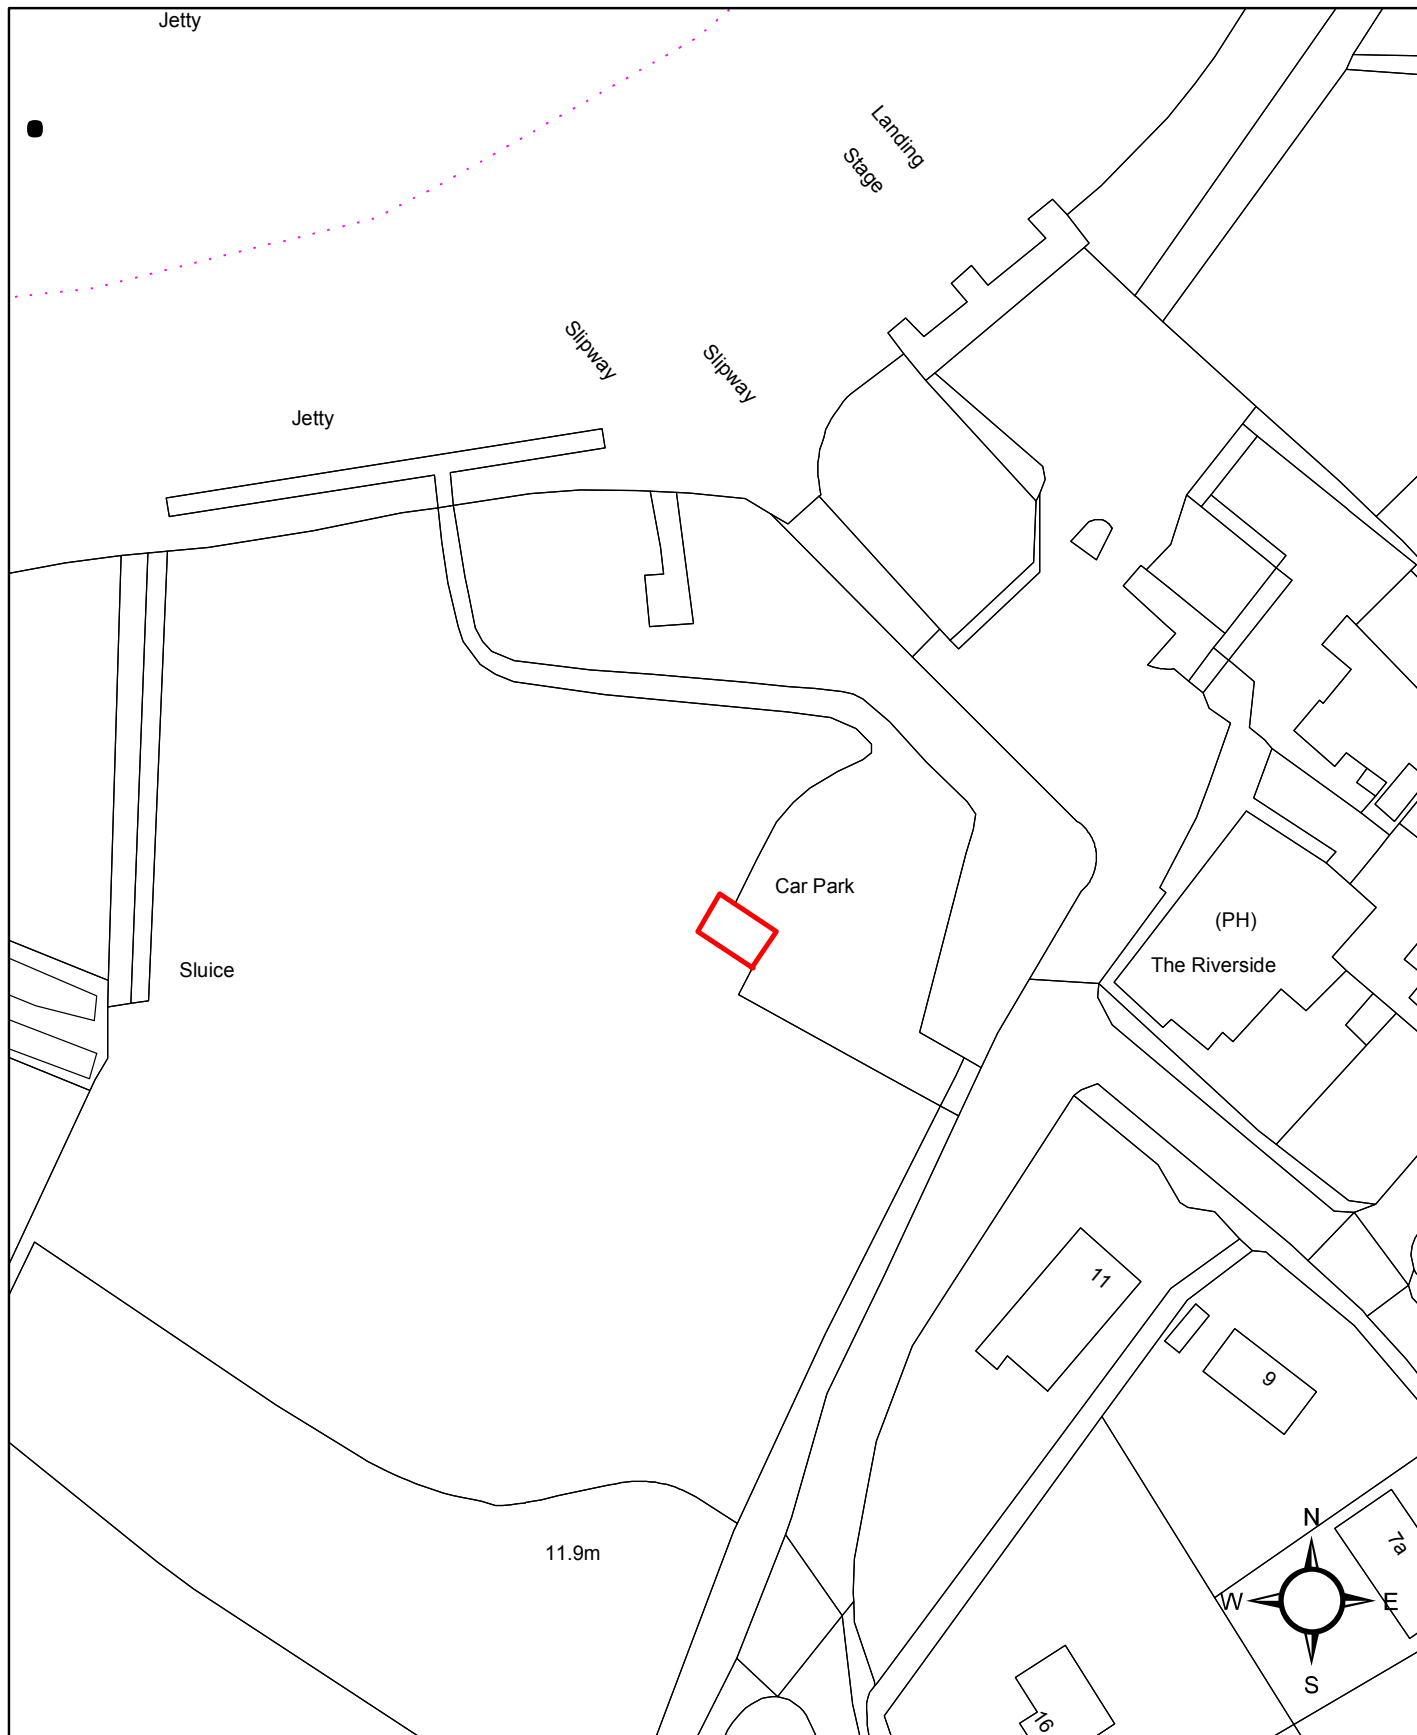 Jetty
Landing
Stage
Slipway
Slipway
Jetty
Car Park
(PH)
The Riverside
Sluice
11
9
11.9m
N
7a
W
E
S
16